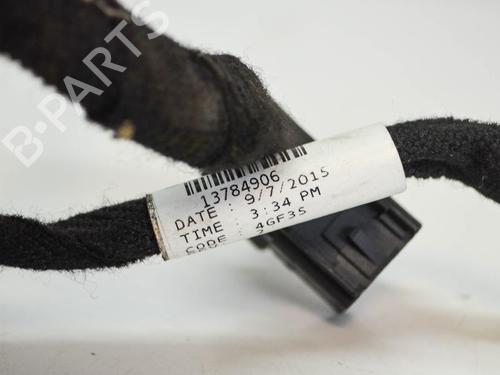 B-PARTS
13784906
DATE : 9/7/2015
TIME : 3:34 PM
CODE : 4GF35